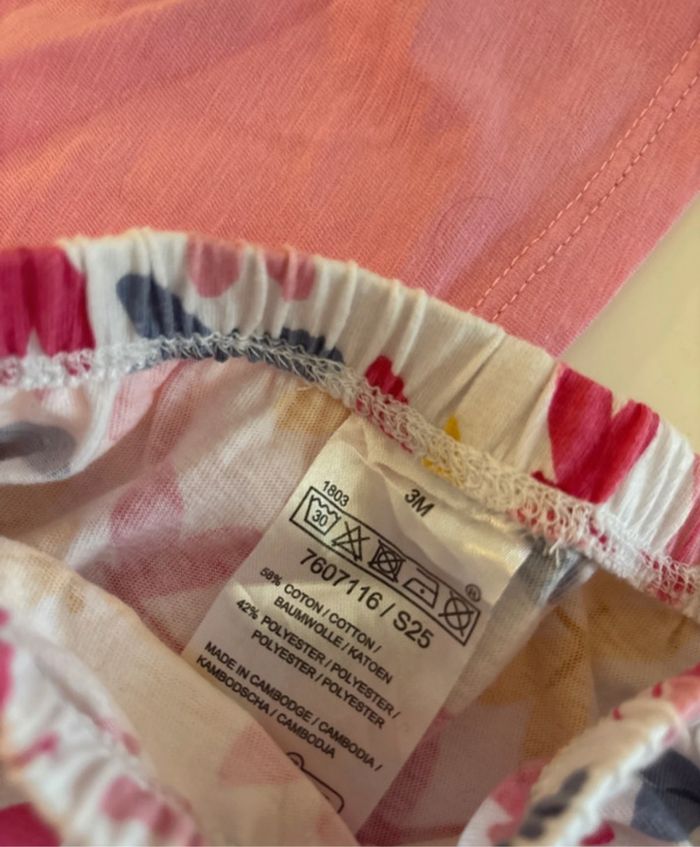 1803
3M
30
®
7607116 / S25
58% COTON / COTTON /
BAUMWOLLE / KATOEN
42% POLYESTER / POLYESTER /
POLYESTER / POLYESTER
MADE IN CAMBODGE / CAMBODIA /
KAMBODSCHA / CAMBODJA